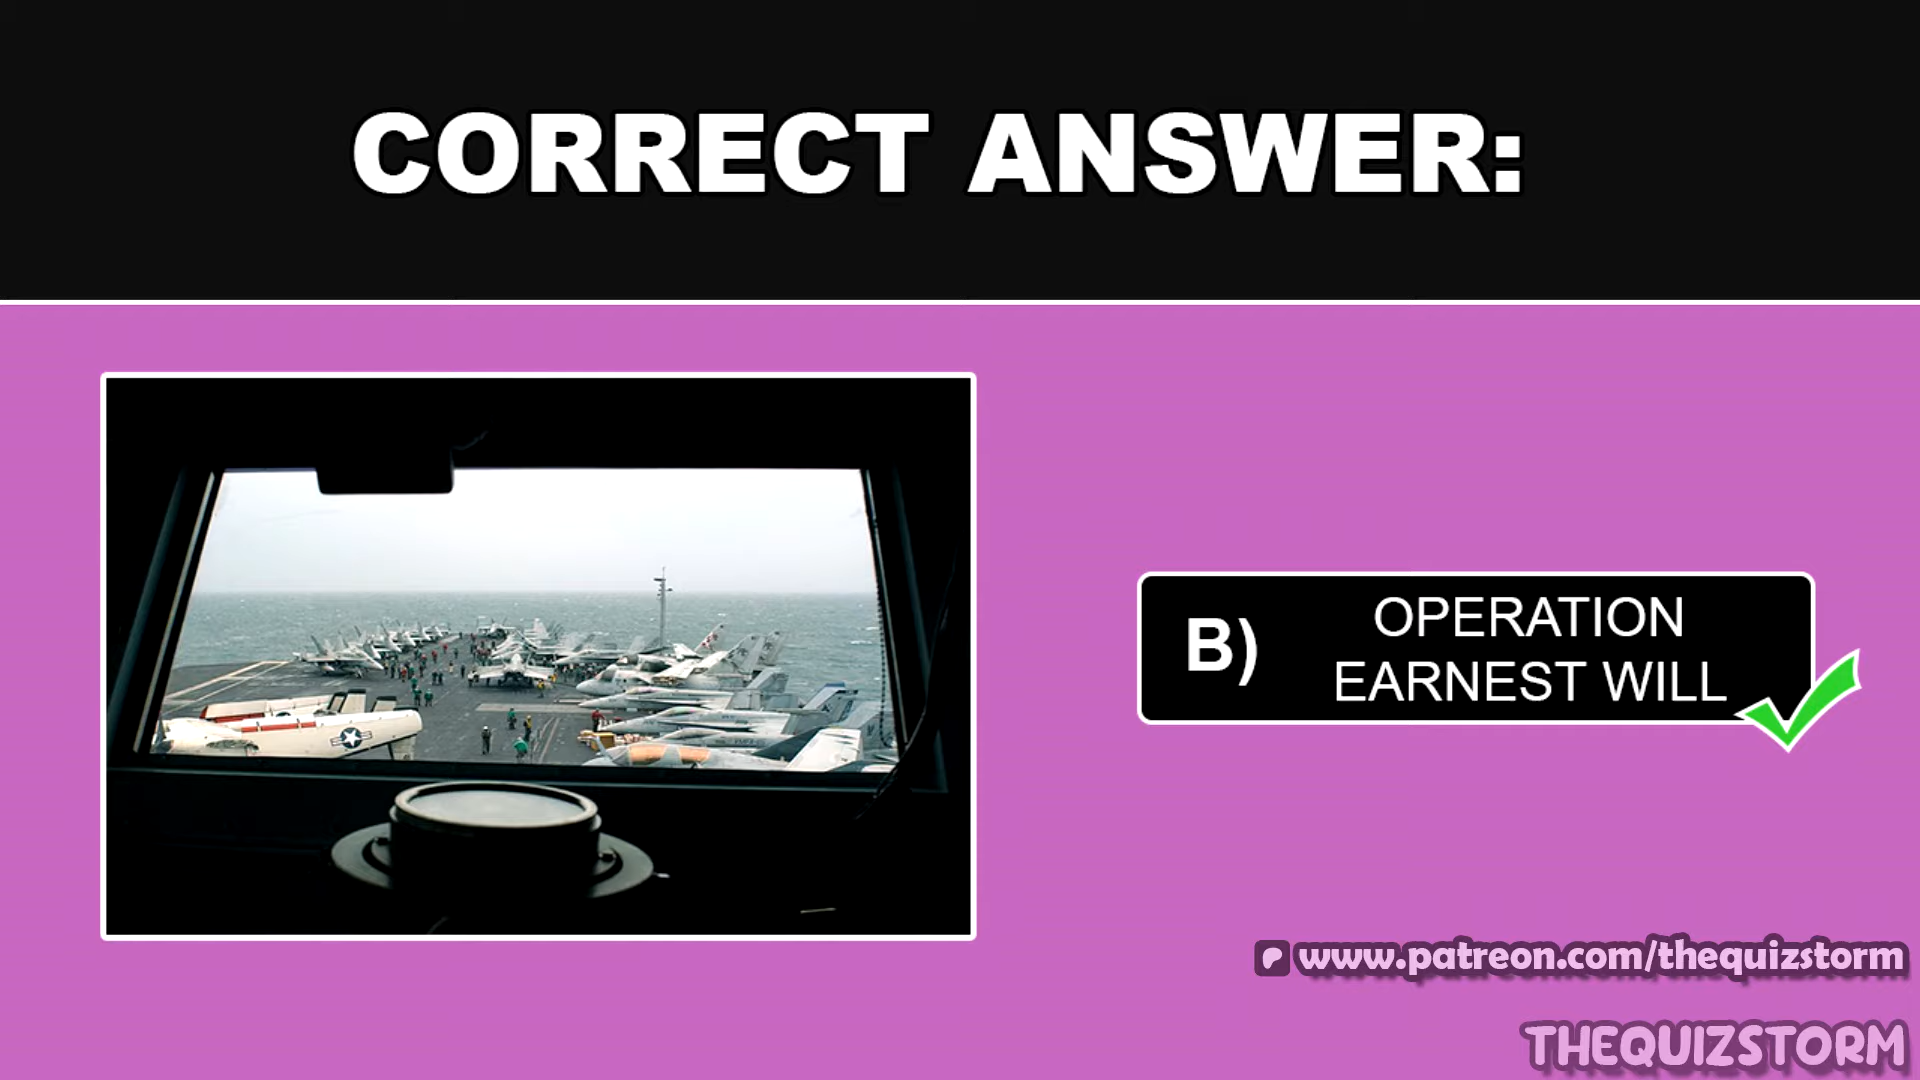 CORRECT ANSWER:
B)
OPERATION
EARNEST WILL
www.patreon.com/thequizstorm
THEQUIZSTORM